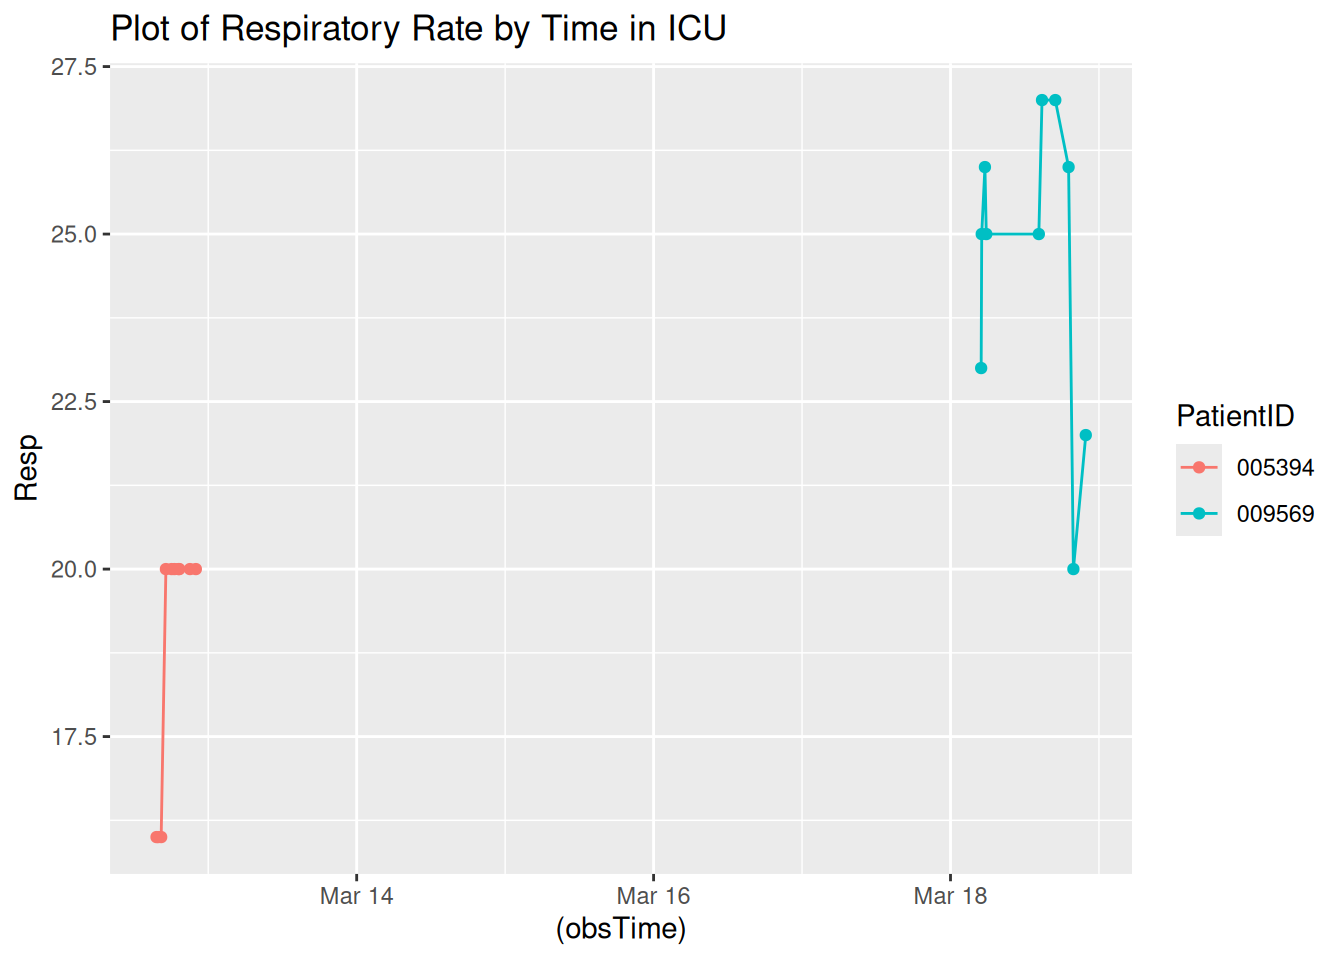 Plot of Respiratory Rate by Time in ICU
27.5
25.0
22.5
20.0
17.5
Resp
Mar 14
Mar 16
Mar 18
(obsTime)
PatientID
005394
009569